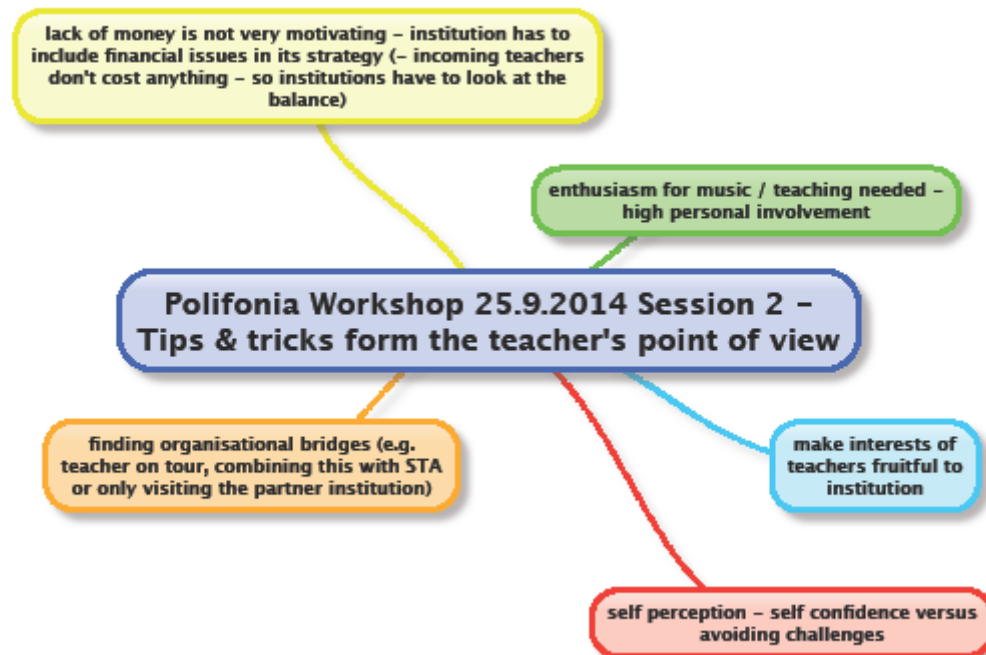 lack of money is not very motivating – institution has to
include financial issues in its strategy (– incoming teachers
don't cost anything – so institutions have to look at the
balance)
enthusiasm for music / teaching needed –
high personal involvement
Polifonia Workshop 25.9.2014 Session 2 –
Tips & tricks form the teacher's point of view
finding organisational bridges (e.g.
teacher on tour, combining this with STA
or only visiting the partner institution)
make interests of
teachers fruitful to
institution
self perception – self confidence versus
avoiding challenges